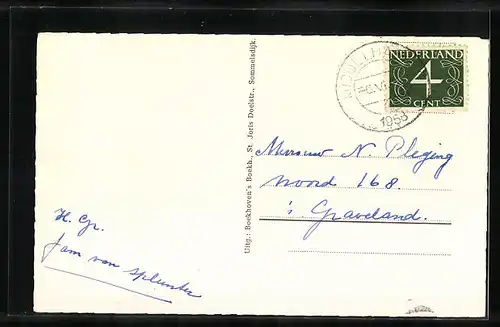 NEDERLAND
4
CENT
1953
Mevrouw N. Pleging
Noord 168.
's Graveland.
H. Gr.
fam van Splunter
Uitg.: Boekhoven's Boekh., St. Joris Doelstr., Sommelsdijk.